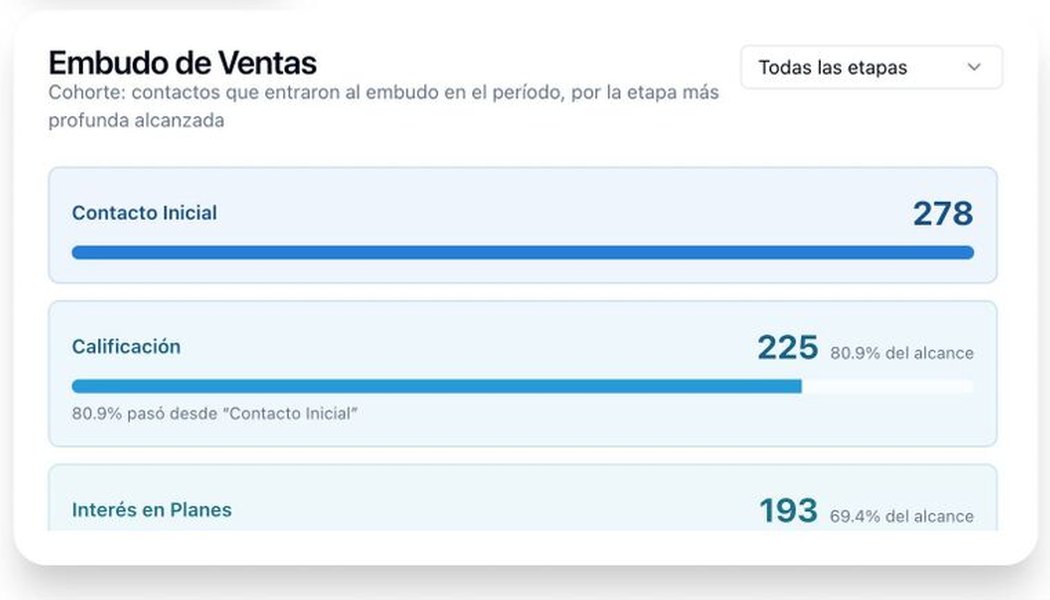 Embudo de Ventas
Todas las etapas
Cohorte: contactos que entraron al embudo en el período, por la etapa más
profunda alcanzada
Contacto Inicial
278
Calificación
225 80.9% del alcance
80.9% pasó desde "Contacto Inicial"
Interés en Planes
193 69.4% del alcance